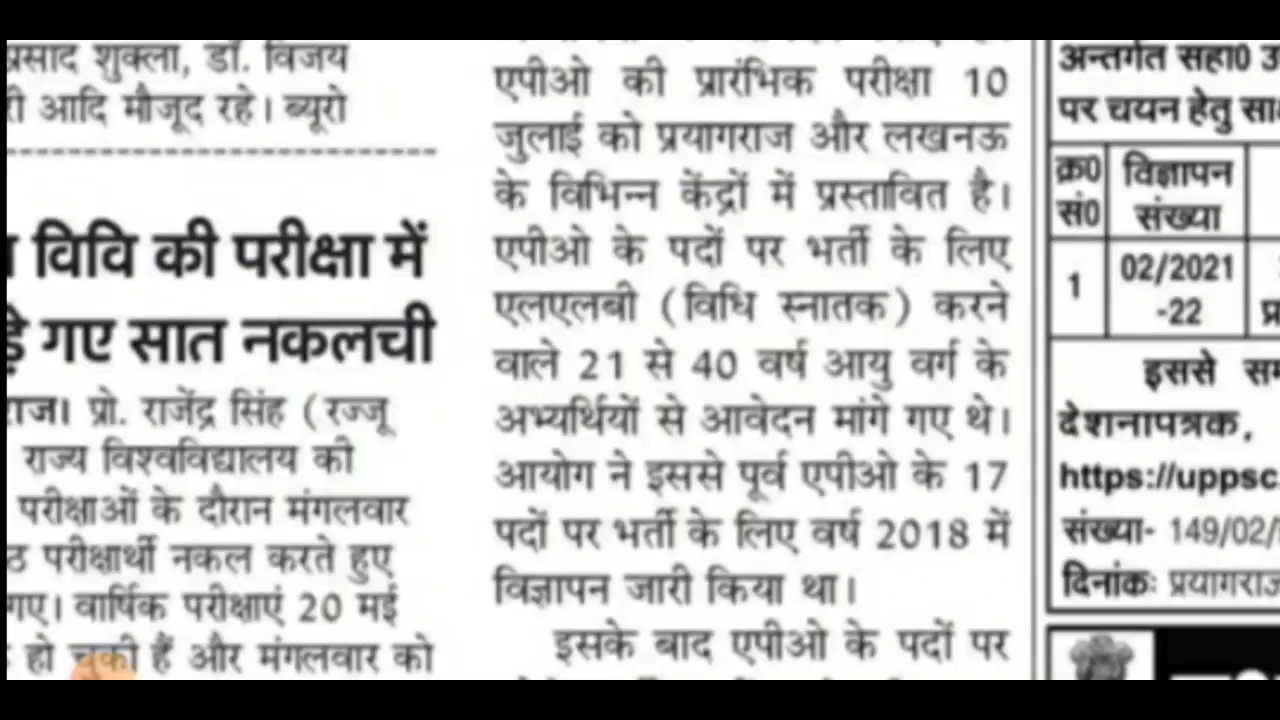 प्रसाद शुक्ला, डॉ. विजय
री आदि मौजूद रहे। ब्यूरो
विवि की परीक्षा में
ड़े गए सात नकलची
राज। प्रो. राजेंद्र सिंह (रज्जू
राज्य विश्वविद्यालय की
परीक्षाओं के दौरान मंगलवार
ठ परीक्षार्थी नकल करते हुए
गए। वार्षिक परीक्षाएं 20 मई
हो चुकी हैं और मंगलवार को
एपीओ की प्रारंभिक परीक्षा 10
जुलाई को प्रयागराज और लखनऊ
के विभिन्न केंद्रों में प्रस्तावित है।
एपीओ के पदों पर भर्ती के लिए
एलएलबी (विधि स्नातक) करने
वाले 21 से 40 वर्ष आयु वर्ग के
अभ्यर्थियों से आवेदन मांगे गए थे।
आयोग ने इससे पूर्व एपीओ के 17
पदों पर भर्ती के लिए वर्ष 2018 में
विज्ञापन जारी किया था।
इसके बाद एपीओ के पदों पर
अन्तर्गत सहा0 उ
पर चयन हेतु सा
क्र0 विज्ञापन
सं0 संख्या
1 02/2021
-22 प्र
इससे सम
देशनापत्रक,
https://uppsc.
संख्या- 149/02/
दिनांकः प्रयागराज